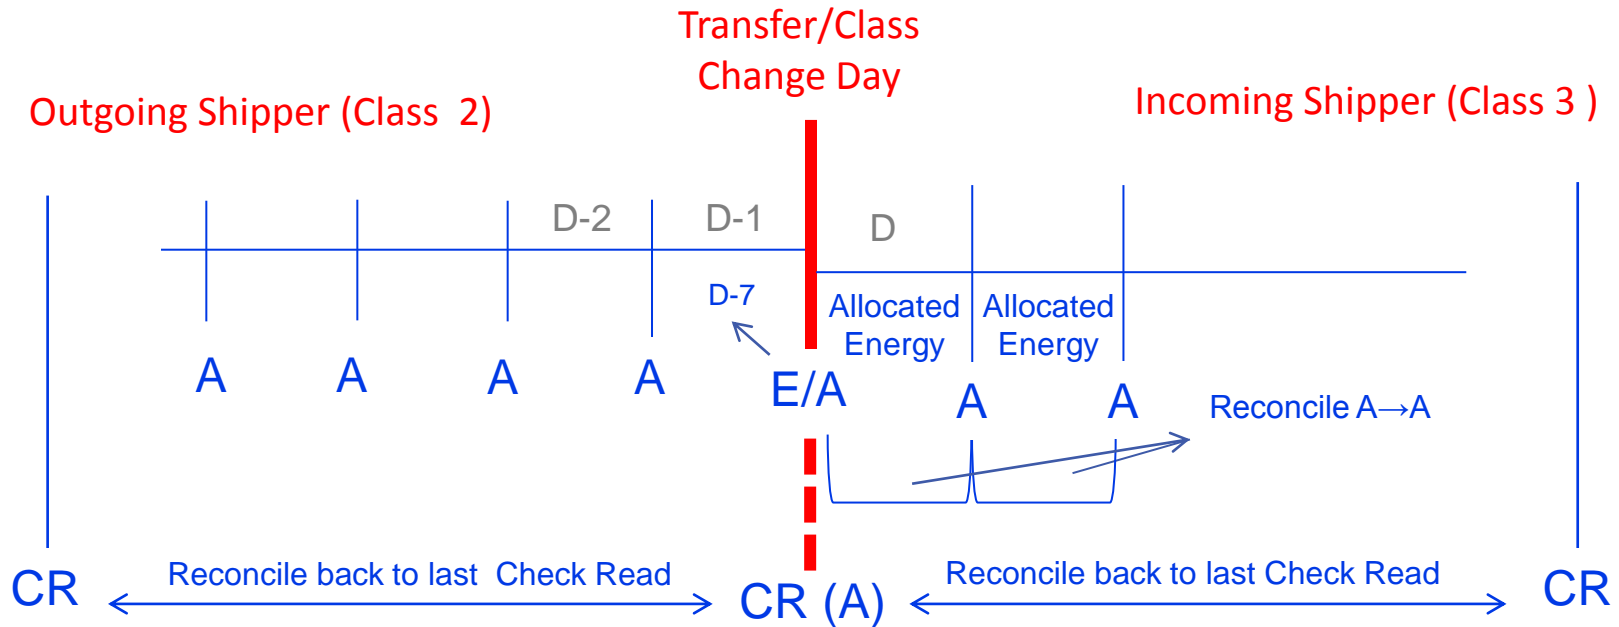 Transfer/Class
Change Day
Outgoing Shipper (Class 2)
Incoming Shipper (Class 3 )
D-2
D-1
D
D-7
Allocated
Energy
Allocated
Energy
A
A
A
A
E/A
A
A
Reconcile A→A
CR
Reconcile back to last Check Read
CR (A)
Reconcile back to last Check Read
CR